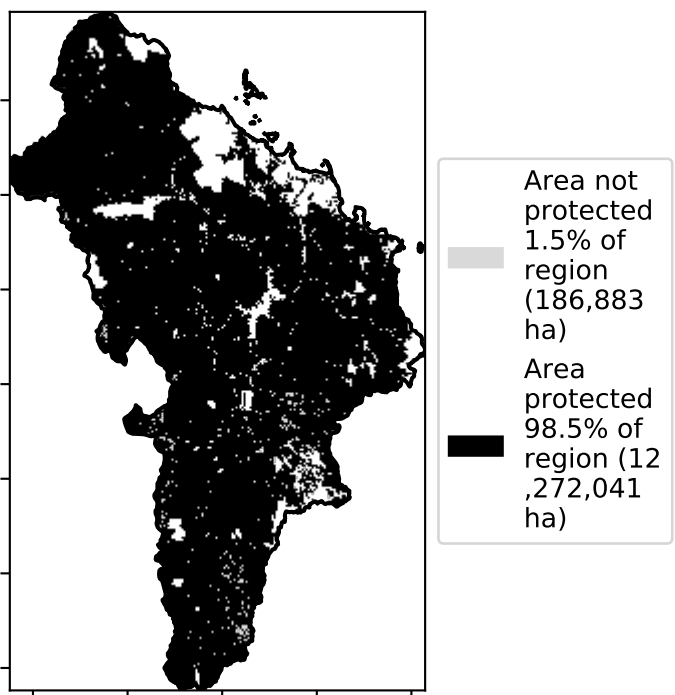 Area not
protected
1.5% of
region
(186,883
ha)
Area
protected
98.5% of
region (12
,272,041
ha)